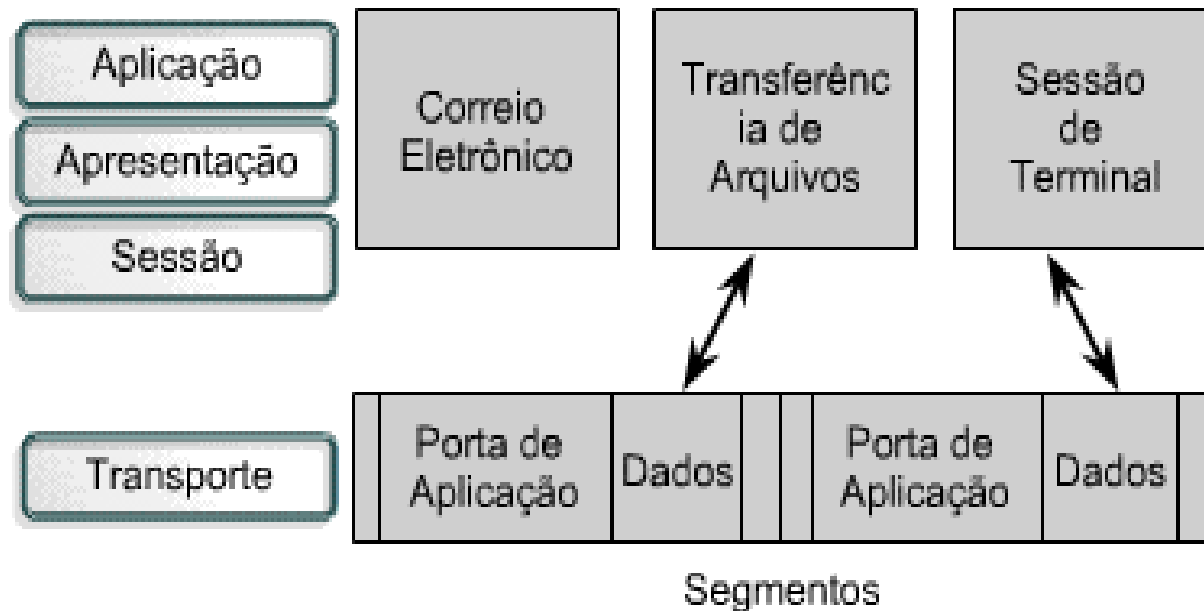 Aplicação
Apresentação
Sessão
Correio
Eletrônico
Transferênc
ia de
Arquivos
Sessão
de
Terminal
Transporte
Porta de
Aplicação
Dados
Porta de
Aplicação
Dados
Segmentos